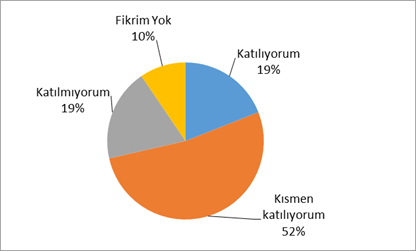 Fikrim Yok
10%
Katılıyorum
19%
Katılmıyorum
19%
Kısmen
katılıyorum
52%